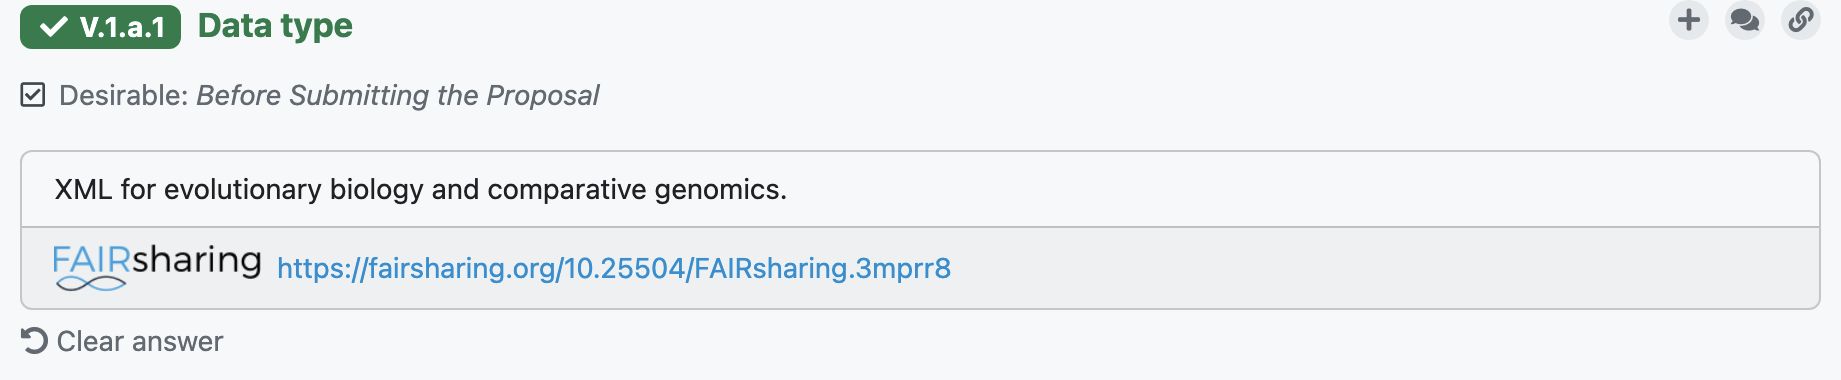 V.1.a.1 Data type
Desirable: Before Submitting the Proposal
XML for evolutionary biology and comparative genomics.
FAIRsharing https://fairsharing.org/10.25504/FAIRsharing.3mprr8
Clear answer